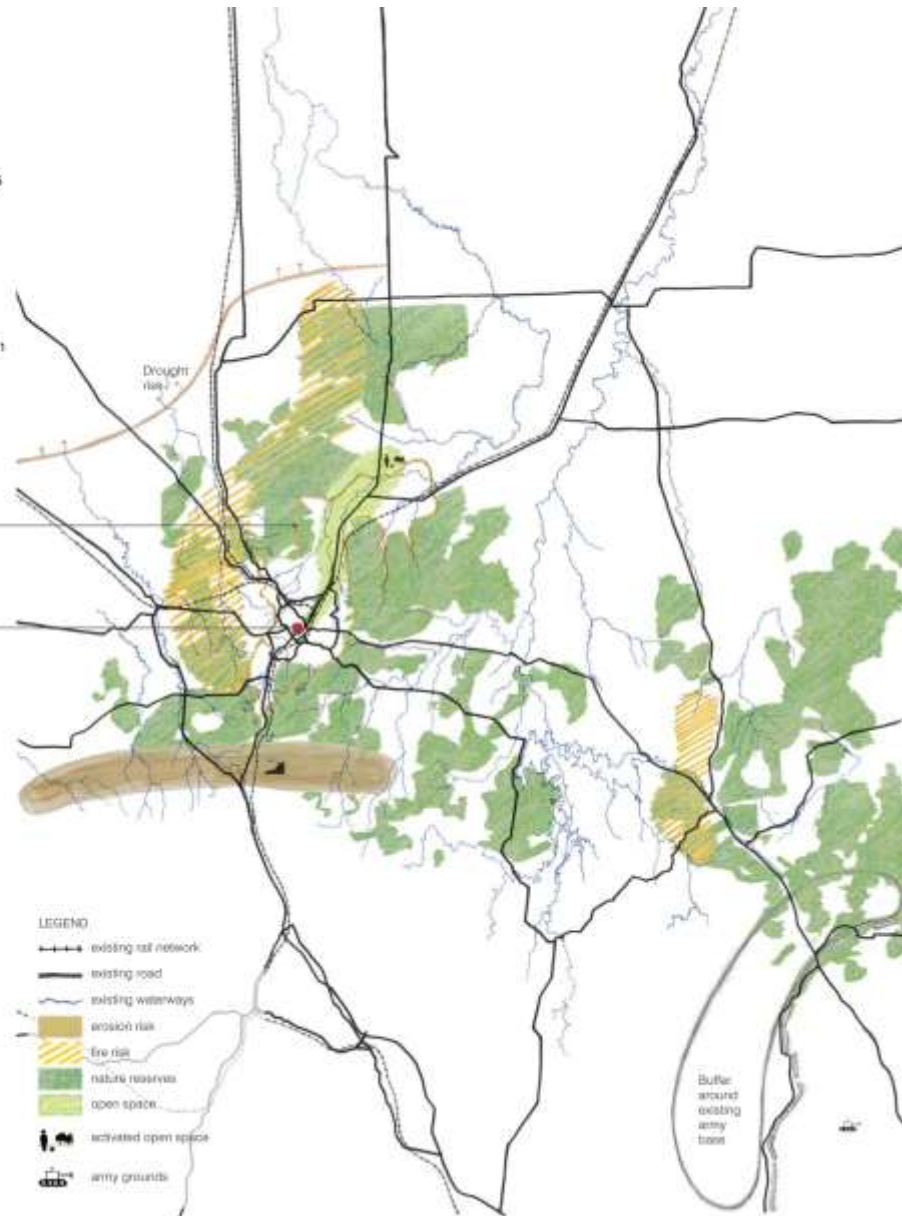 Drought
risk
LEGEND
existing rail network
existing road
existing waterways
erosion risk
fire risk
nature reserves
open space
activated open space
army grounds
Buffer
around
existing
army
base